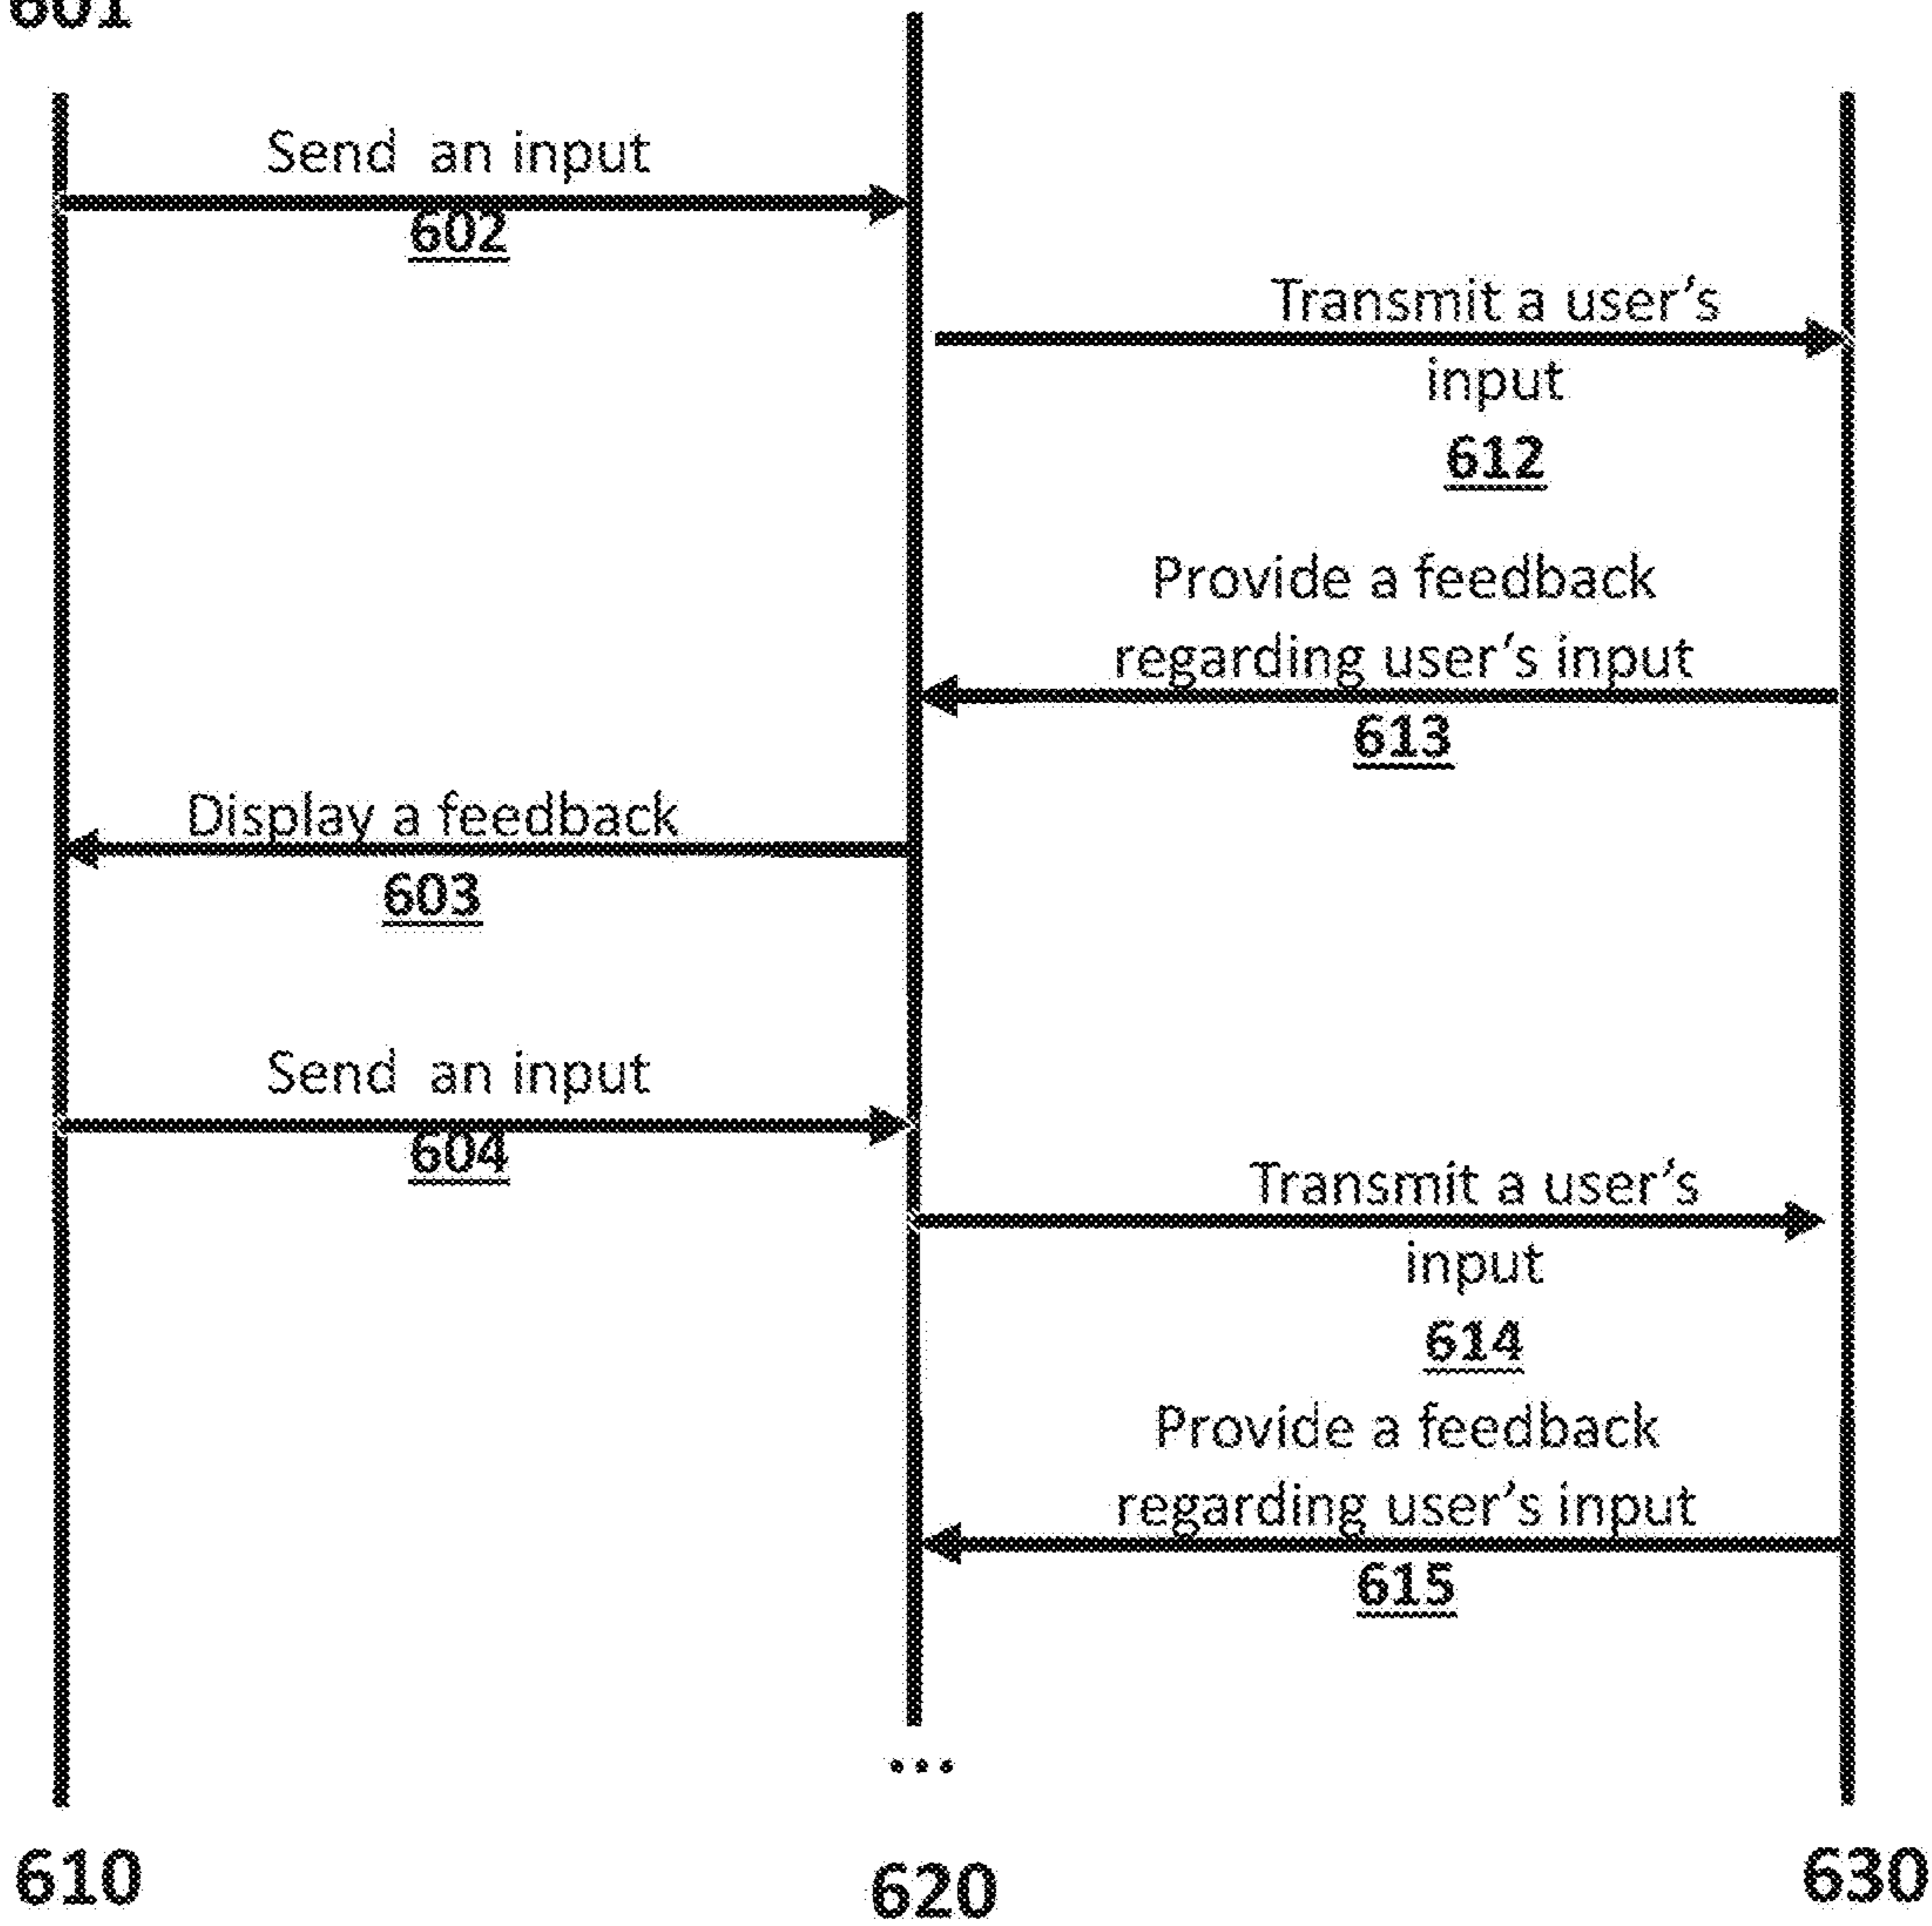 601
Send an input
602
Transmit a user's
input
612
Provide a feedback
regarding user's input
613
Display a feedback
603
Send an input
604
Transmit a user's
input
614
Provide a feedback
regarding user's input
615
...
610
620
630